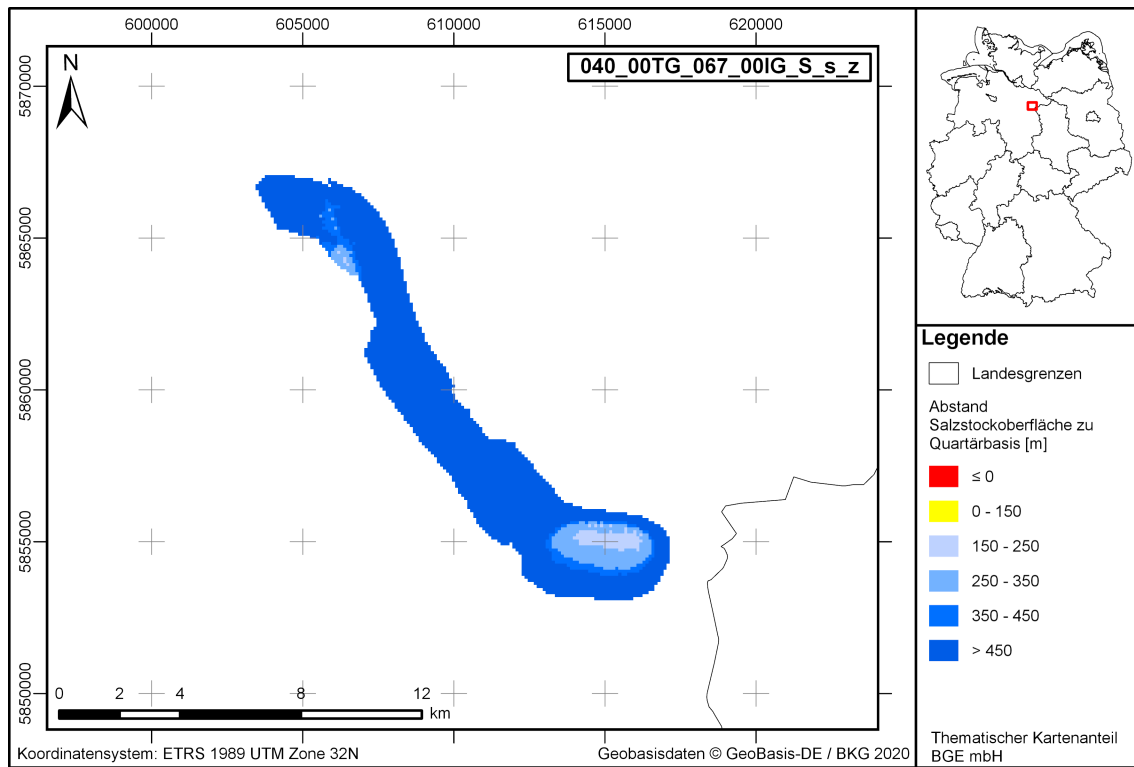 600000 605000 610000 615000 620000
5870000
5865000
5860000
5855000
5850000
N
040_00TG_067_00IG_S_s_z
0 2 4 8 12
km
Koordinatensystem: ETRS 1989 UTM Zone 32N
Geobasisdaten © GeoBasis-DE / BKG 2020
Legende
Landesgrenzen
Abstand
Salzstockoberfläche zu
Quartärbasis [m]
≤ 0
0 - 150
150 - 250
250 - 350
350 - 450
> 450
Thematischer Kartenanteil
BGE mbH